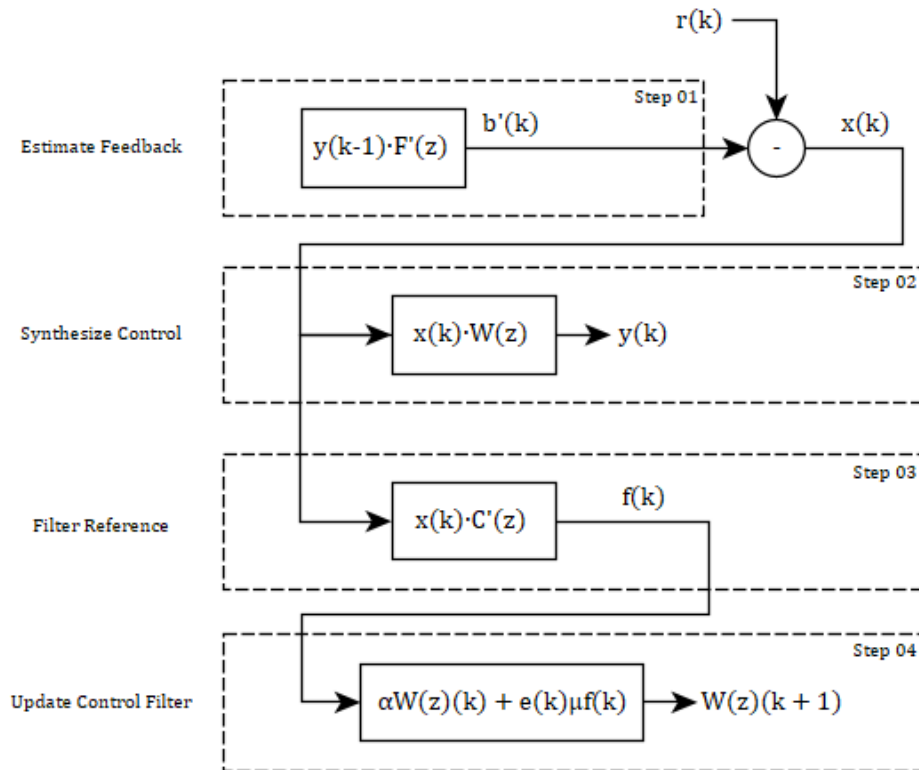 r(k)
Step 01
b'(k)
x(k)
Estimate Feedback
y(k-1)·F'(z)
-
Step 02
Synthesize Control
x(k)·W(z)
y(k)
Step 03
f(k)
Filter Reference
x(k)·C'(z)
Step 04
Update Control Filter
αW(z)(k) + e(k)μf(k)
W(z)(k + 1)